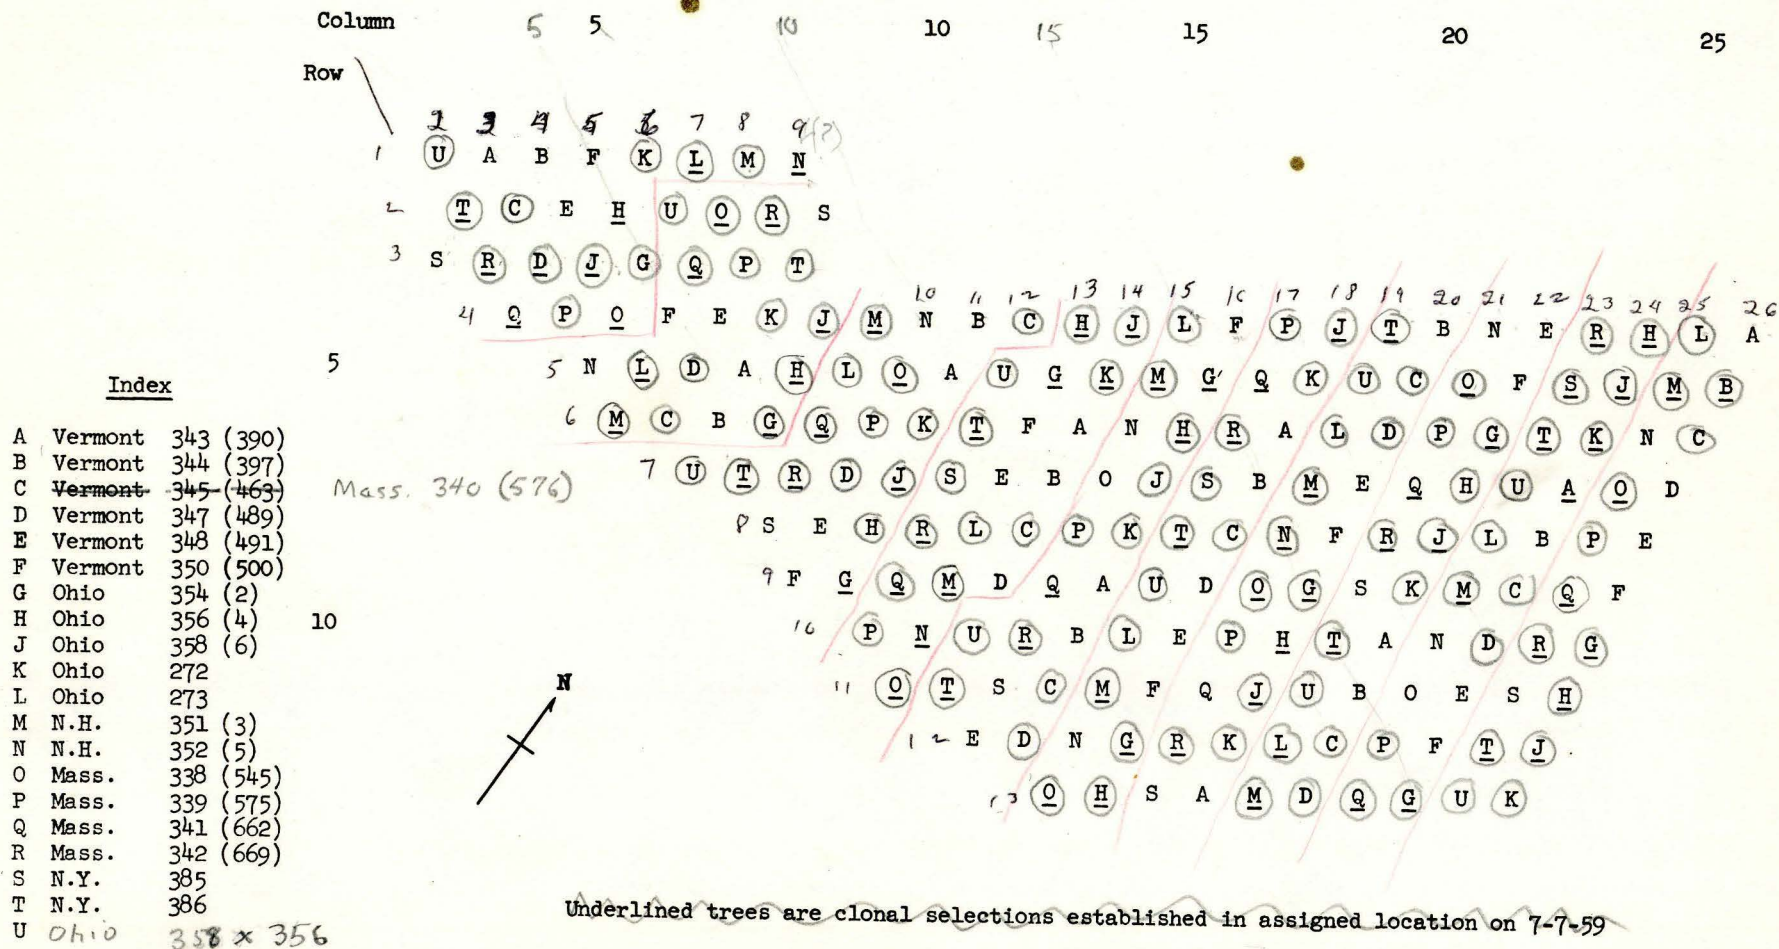 Column 5 5 10 10 15 15 20 25
Row
2 3 4 5 6 7 8 9(?)
1 U A B F K L M N
2 T C E H U O R S
3 S R D J G Q P T
10 11 12 13 14 15 16 17 18 19 20 21 22 23 24 25 26
4 Q P O F E K J M N B C H J L F P J T B N E R H L A
5 5 N L D A H L O A U G K M G' Q K U C O F S J M B
6 M C B G Q P K T F A N H R A L D P G T K N C
7 U T R D J S E B O J S B M E Q H U A O D
8 S E H R L C P K T C N F R J L B P E
9 F G Q M D Q A U D O G S K M C Q F
10 10 P N U R B L E P H T A N D R G
11 O T S C M F Q J U B O E S H
12 E D N G R K L C P F T J
13 O H S A M D Q G U K
N
Index
A Vermont 343 (390)
B Vermont 344 (397)
C Vermont 345 (463) Mass. 340 (576)
D Vermont 347 (489)
E Vermont 348 (491)
F Vermont 350 (500)
G Ohio 354 (2)
H Ohio 356 (4)
J Ohio 358 (6)
K Ohio 272
L Ohio 273
M N.H. 351 (3)
N N.H. 352 (5)
O Mass. 338 (545)
P Mass. 339 (575)
Q Mass. 341 (662)
R Mass. 342 (669)
S N.Y. 385
T N.Y. 386
U Ohio 358 x 356
Underlined trees are clonal selections established in assigned location on 7-7-59